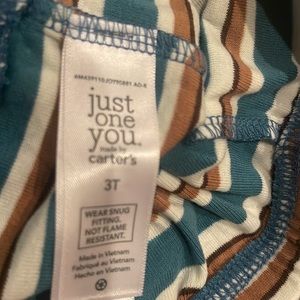 just
one
you.
made by
carter's
3T
WEAR SNUG
FITTING.
NOT FLAME
RESISTANT.
Made in Vietnam
Fabriqué au Vietnam
Hecho en Vietnam